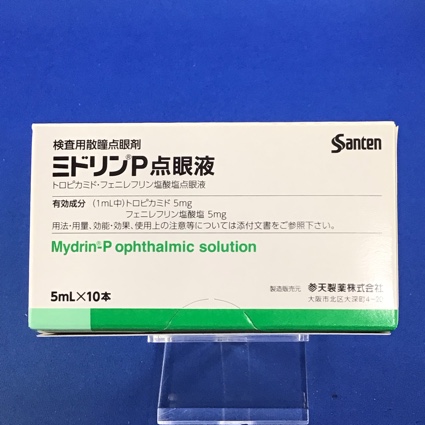 Santen
検査用散瞳点眼剤
ミドリン®P点眼液
トロピカミド・フェニレフリン塩酸塩点眼液
有効成分 (1mL中)トロピカミド 5mg
フェニレフリン塩酸塩 5mg
用法・用量、効能・効果、使用上の注意等については添付文書をご参照下さい。
Mydrin®-P ophthalmic solution
5mL×10本
製造販売元 参天製薬株式会社
大阪市北区大深町4-20